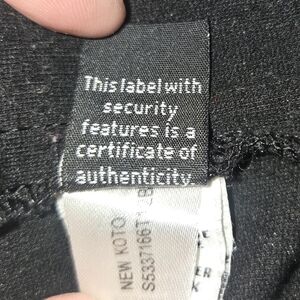 This label with
security
features is a
certificate of
authenticity.
NEW KOTO